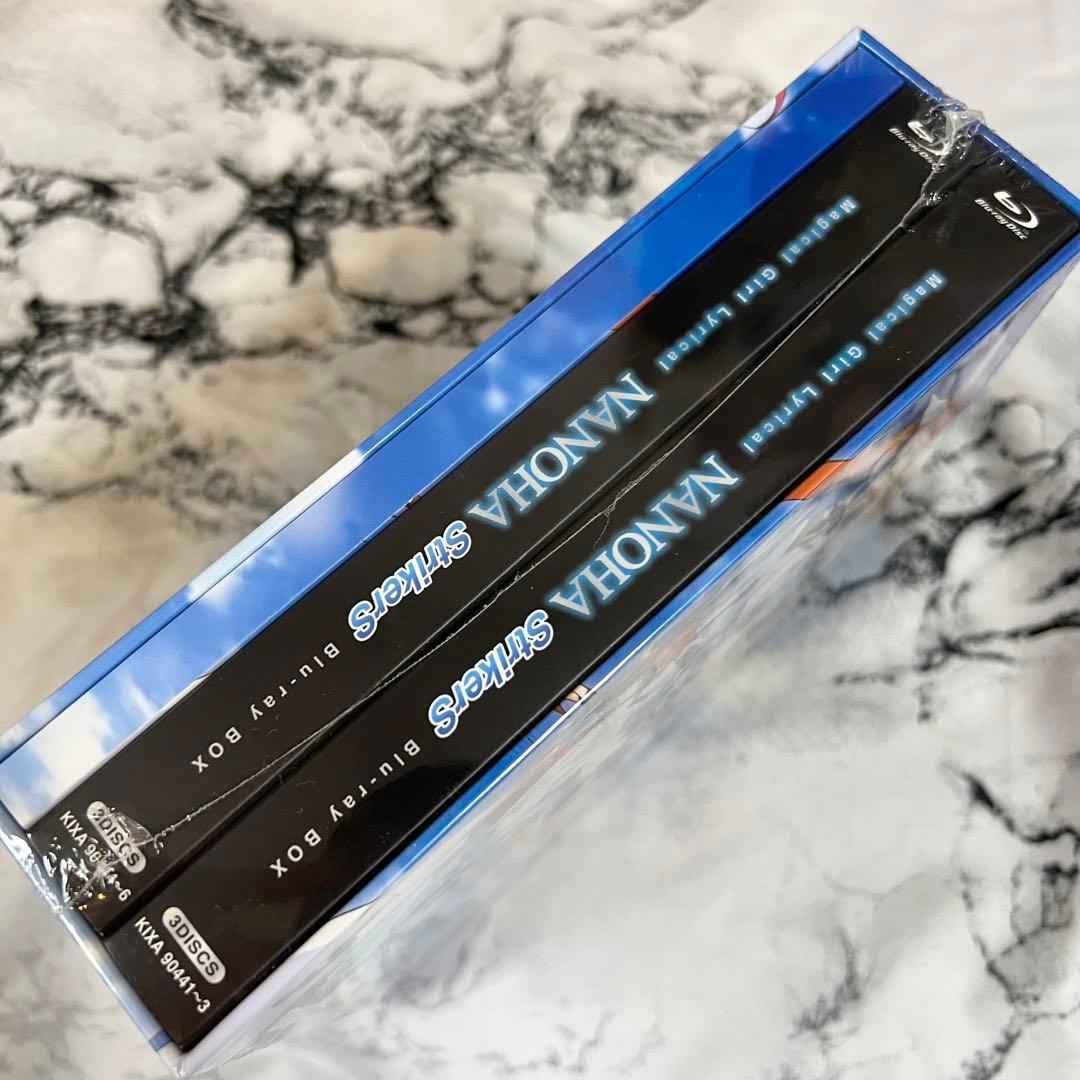 Blu-ray Disc
Magical Girl Lyrical
NANOHA
StrikerS
Blu-ray BOX
3DISCS
Blu-ray Disc
Magical Girl Lyrical
NANOHA
StrikerS
Blu-ray BOX
3DISCS
KIXA 90441~3